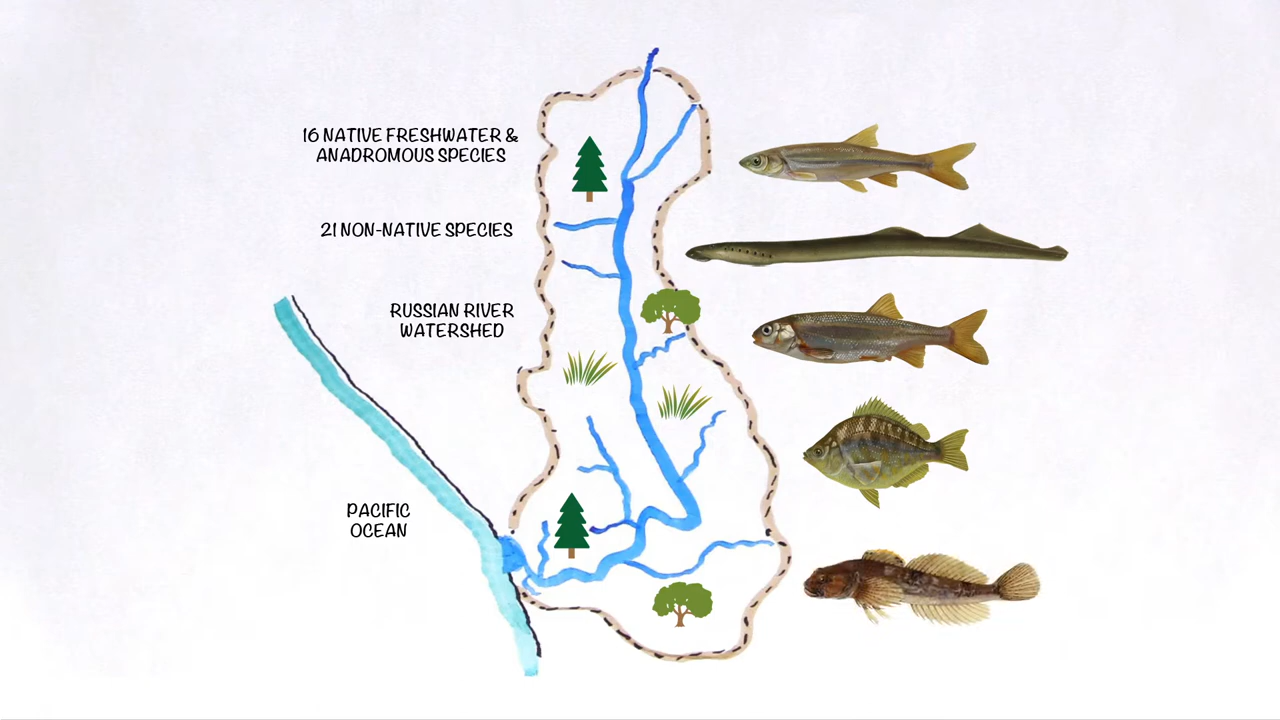 16 NATIVE FRESHWATER &
ANADROMOUS SPECIES
21 NON-NATIVE SPECIES
RUSSIAN RIVER
WATERSHED
PACIFIC
OCEAN